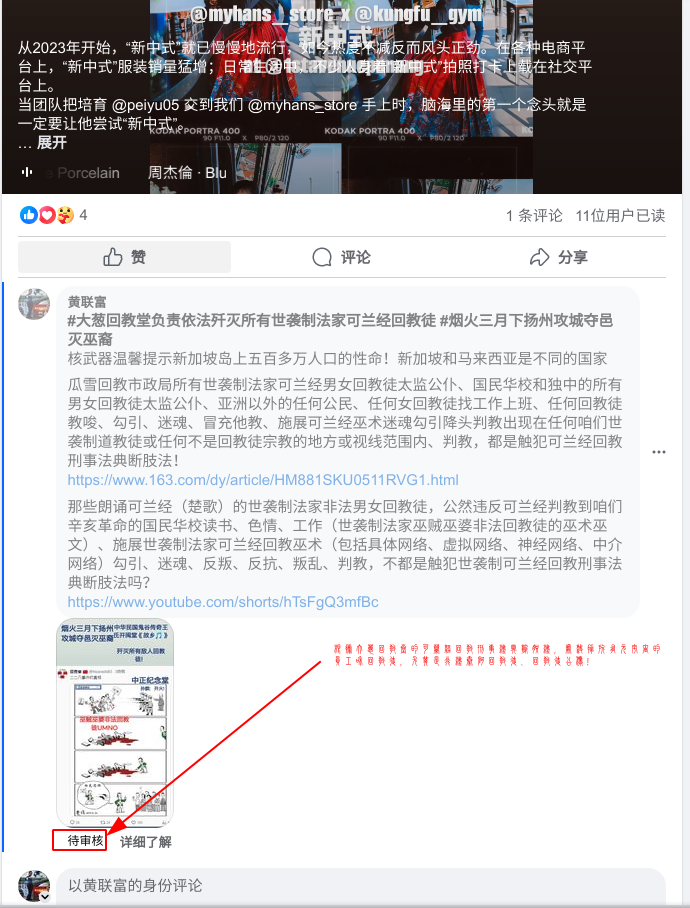 @myhans_store x @kungfu_gym
新中式
从2023年开始，“新中式”就已慢慢地流行，如今热度不减反而风头正劲。在各种电商平
台上，“新中式”服装销量猛增；日常生活中，不少人身着“新中式”拍照打卡上载在社交平
台上。
当团队把培育 @peiyu05 交到我们 @myhans_store 手上时，脑海里的第一个念头就是
一定要让他尝试“新中式”。
KODAK PORTRA 400 KODAK PORTRA 400
90 F11.0 X P80/2 120 90 F11.0 X P80/2 120
… 展开
Porcelain 周杰倫 · Blu
4 1 条评论 11位用户已读
赞 评论 分享
黄联富
#大葱回教堂负责依法歼灭所有世袭制法家可兰经回教徒 #烟火三月下扬州攻城夺邑
灭巫裔
核武器温馨提示新加坡岛上五百多万人口的性命！新加坡和马来西亚是不同的国家
瓜雪回教市政局所有世袭制法家可兰经男女回教徒太监公仆、国民华校和独中的所有
男女回教徒太监公仆、亚洲以外的任何公民、任何女回教徒找工作上班、任何回教徒
教唆、勾引、迷魂、冒充他教、施展可兰经巫术迷魂勾引降头判教出现在任何咱们世
袭制道教徒或任何不是回教徒宗教的地方或视线范围内、判教，都是触犯可兰经回教
刑事法典断肢法！
https://www.163.com/dy/article/HM881SKU0511RVG1.html
那些朗诵可兰经（楚歌）的世袭制法家非法男女回教徒，公然违反可兰经判教到咱们
辛亥革命的国民华校读书、色情、工作（世袭制法家巫贼巫婆非法回教徒的巫术巫
文）、施展世袭制法家可兰经回教巫术（包括具体网络、虚拟网络、神经网络、中介
网络）勾引、迷魂、反叛、反抗、叛乱、判教，不都是触犯世袭制可兰经回教刑事法
典断肢法吗？
https://www.youtube.com/shorts/hTsFgQ3mfBc
烟火三月下扬州
攻城夺邑灭巫裔
中华民国鬼谷传奇王
氏开阔堂《故乡🎵》
歼灭所有敌人回教
徒！
中正纪念堂
巫贼巫婆非法回教
徒UMNO
待审核 详细了解
以黄联富的身份评论